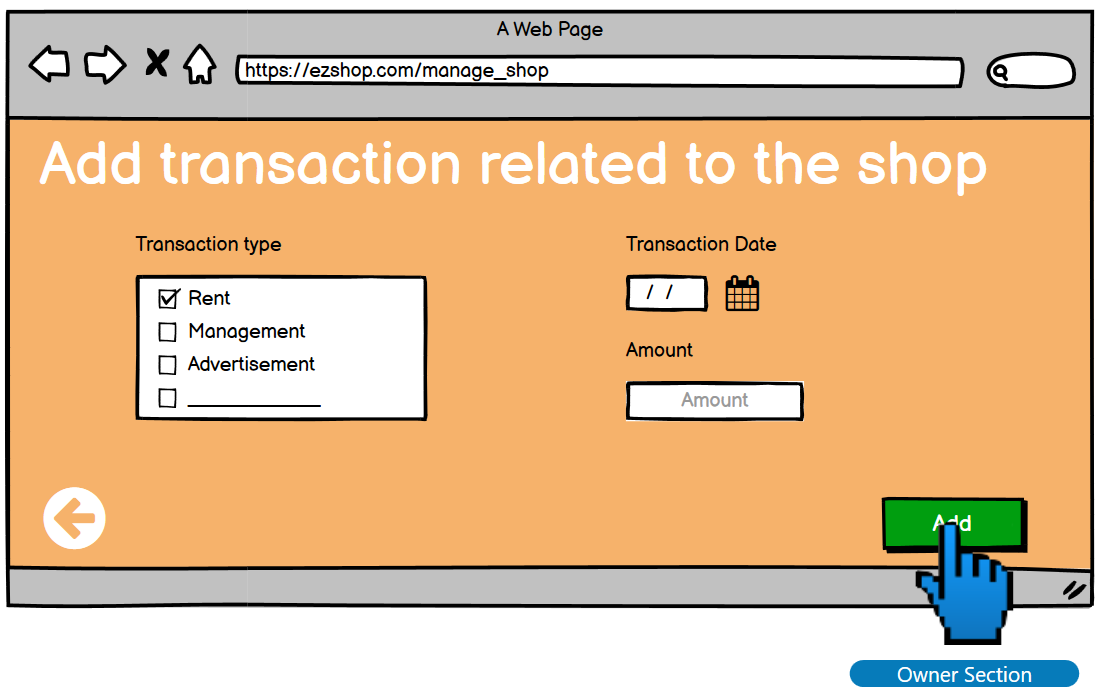 A Web Page
https://ezshop.com/manage_shop
Add transaction related to the shop
Transaction type
Rent
Management
Advertisement
Transaction Date
/ /
Amount
Amount
Add
Owner Section